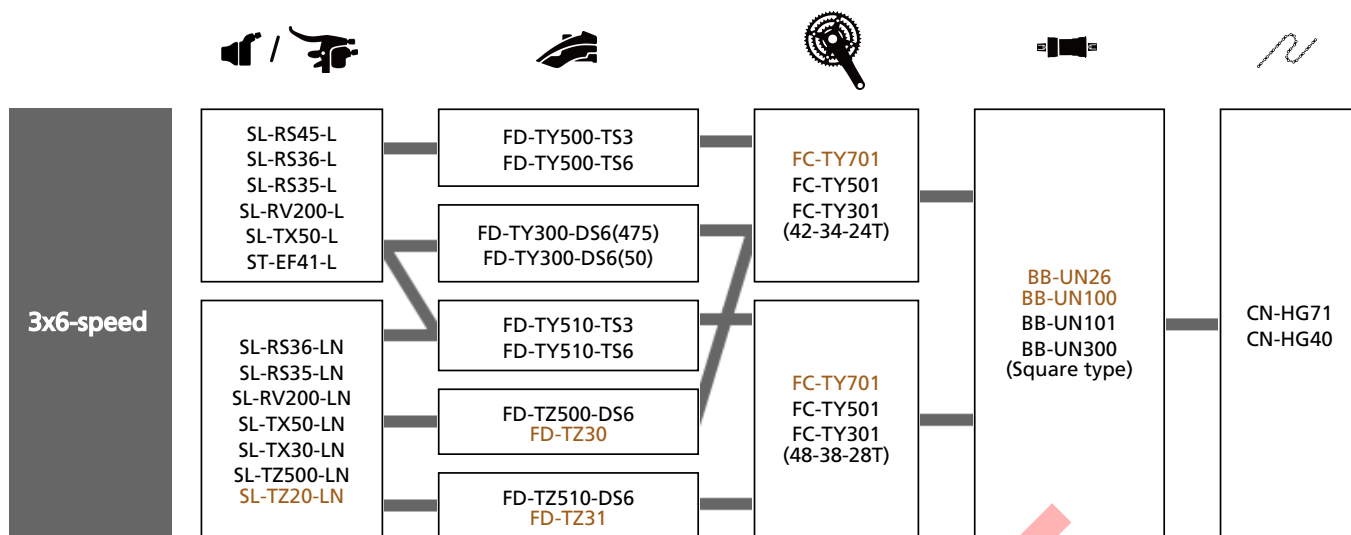 3x6-speed
SL-RS45-L
SL-RS36-L
SL-RS35-L
SL-RV200-L
SL-TX50-L
ST-EF41-L
SL-RS36-LN
SL-RS35-LN
SL-RV200-LN
SL-TX50-LN
SL-TX30-LN
SL-TZ500-LN
SL-TZ20-LN
FD-TY500-TS3
FD-TY500-TS6
FD-TY300-DS6(475)
FD-TY300-DS6(50)
FD-TY510-TS3
FD-TY510-TS6
FD-TZ500-DS6
FD-TZ30
FD-TZ510-DS6
FD-TZ31
FC-TY701
FC-TY501
FC-TY301
(42-34-24T)
FC-TY701
FC-TY501
FC-TY301
(48-38-28T)
BB-UN26
BB-UN100
BB-UN101
BB-UN300
(Square type)
CN-HG71
CN-HG40